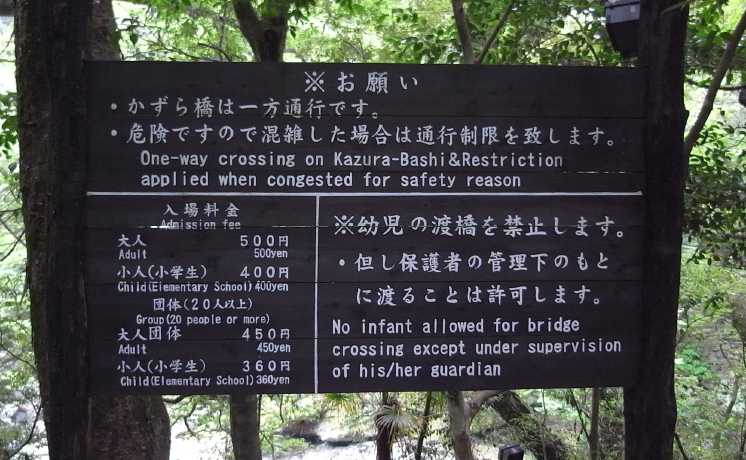 ※お願い
・かずら橋は一方通行です。
・危険ですので混雑した場合は通行制限を致します。
One-way crossing on Kazura-Bashi&Restriction
applied when congested for safety reason
入場料金
Admission fee
大人 500円
Adult 500yen
小人(小学生) 400円
Child(Elementary School) 400yen
団体(20人以上)
Group(20 people or more)
大人団体 450円
Adult 450yen
小人(小学生) 360円
Child(Elementary School) 360yen
※幼児の渡橋を禁止します。
・但し保護者の管理下のもと
に渡ることは許可します。
No infant allowed for bridge
crossing except under supervision
of his/her guardian